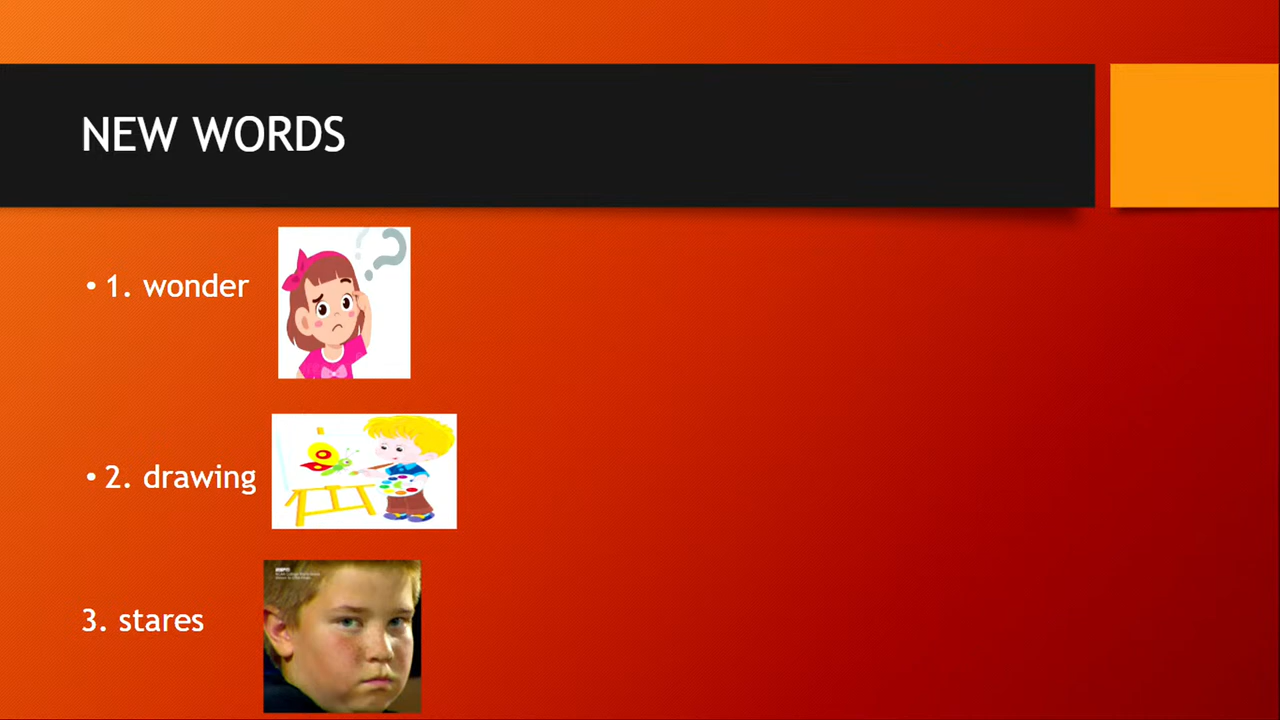 NEW WORDS
• 1. wonder
• 2. drawing
3. stares